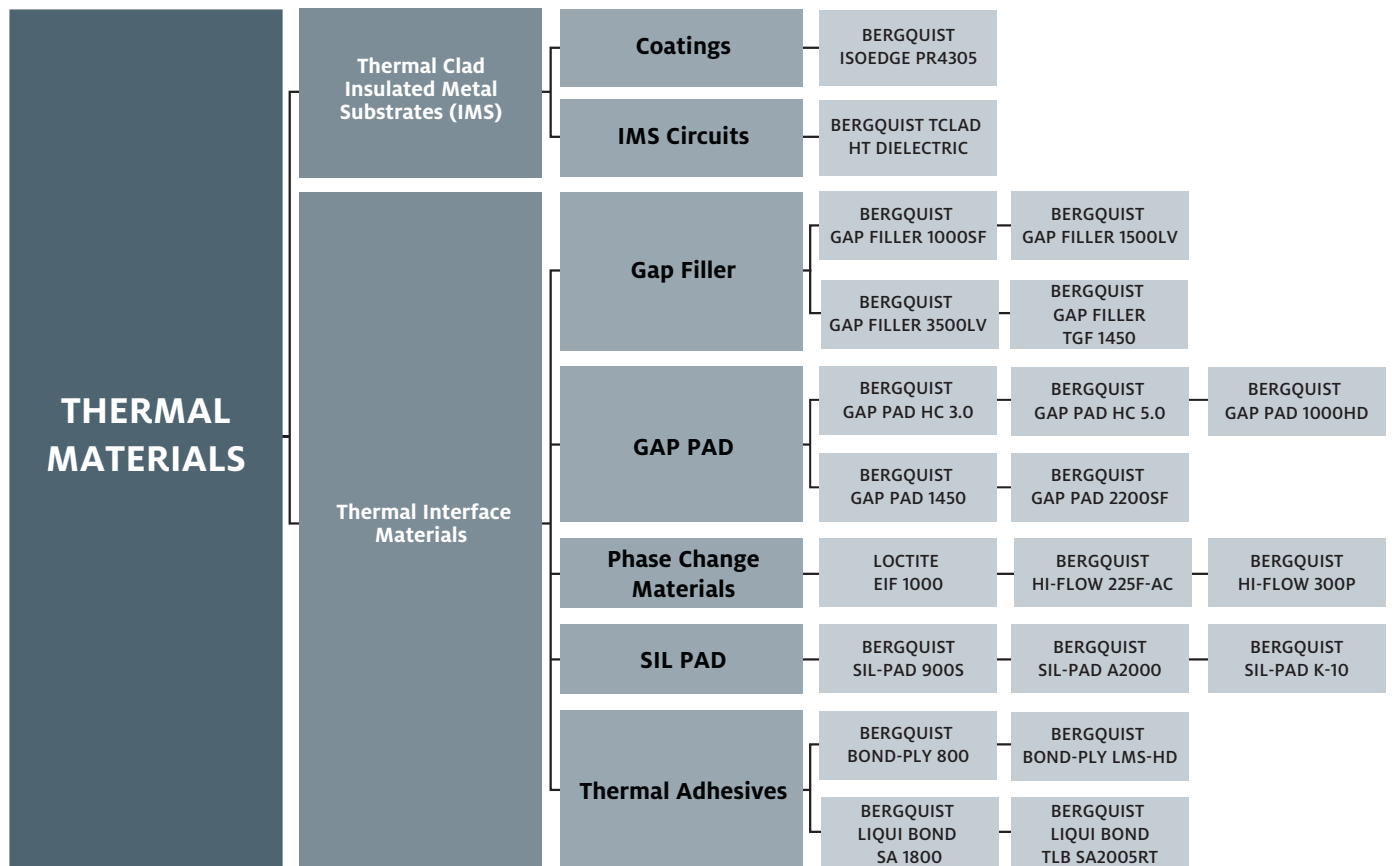 THERMAL
MATERIALS
Thermal Clad
Insulated Metal
Substrates (IMS)
Coatings
BERGQUIST
ISOEDGE PR4305
IMS Circuits
BERGQUIST TCLAD
HT DIELECTRIC
Thermal Interface
Materials
Gap Filler
BERGQUIST
GAP FILLER 1000SF
BERGQUIST
GAP FILLER 1500LV
BERGQUIST
GAP FILLER 3500LV
BERGQUIST
GAP FILLER
TGF 1450
GAP PAD
BERGQUIST
GAP PAD HC 3.0
BERGQUIST
GAP PAD HC 5.0
BERGQUIST
GAP PAD 1000HD
BERGQUIST
GAP PAD 1450
BERGQUIST
GAP PAD 2200SF
Phase Change
Materials
LOCTITE
EIF 1000
BERGQUIST
HI-FLOW 225F-AC
BERGQUIST
HI-FLOW 300P
SIL PAD
BERGQUIST
SIL-PAD 900S
BERGQUIST
SIL-PAD A2000
BERGQUIST
SIL-PAD K-10
Thermal Adhesives
BERGQUIST
BOND-PLY 800
BERGQUIST
BOND-PLY LMS-HD
BERGQUIST
LIQUI BOND
SA 1800
BERGQUIST
LIQUI BOND
TLB SA2005RT